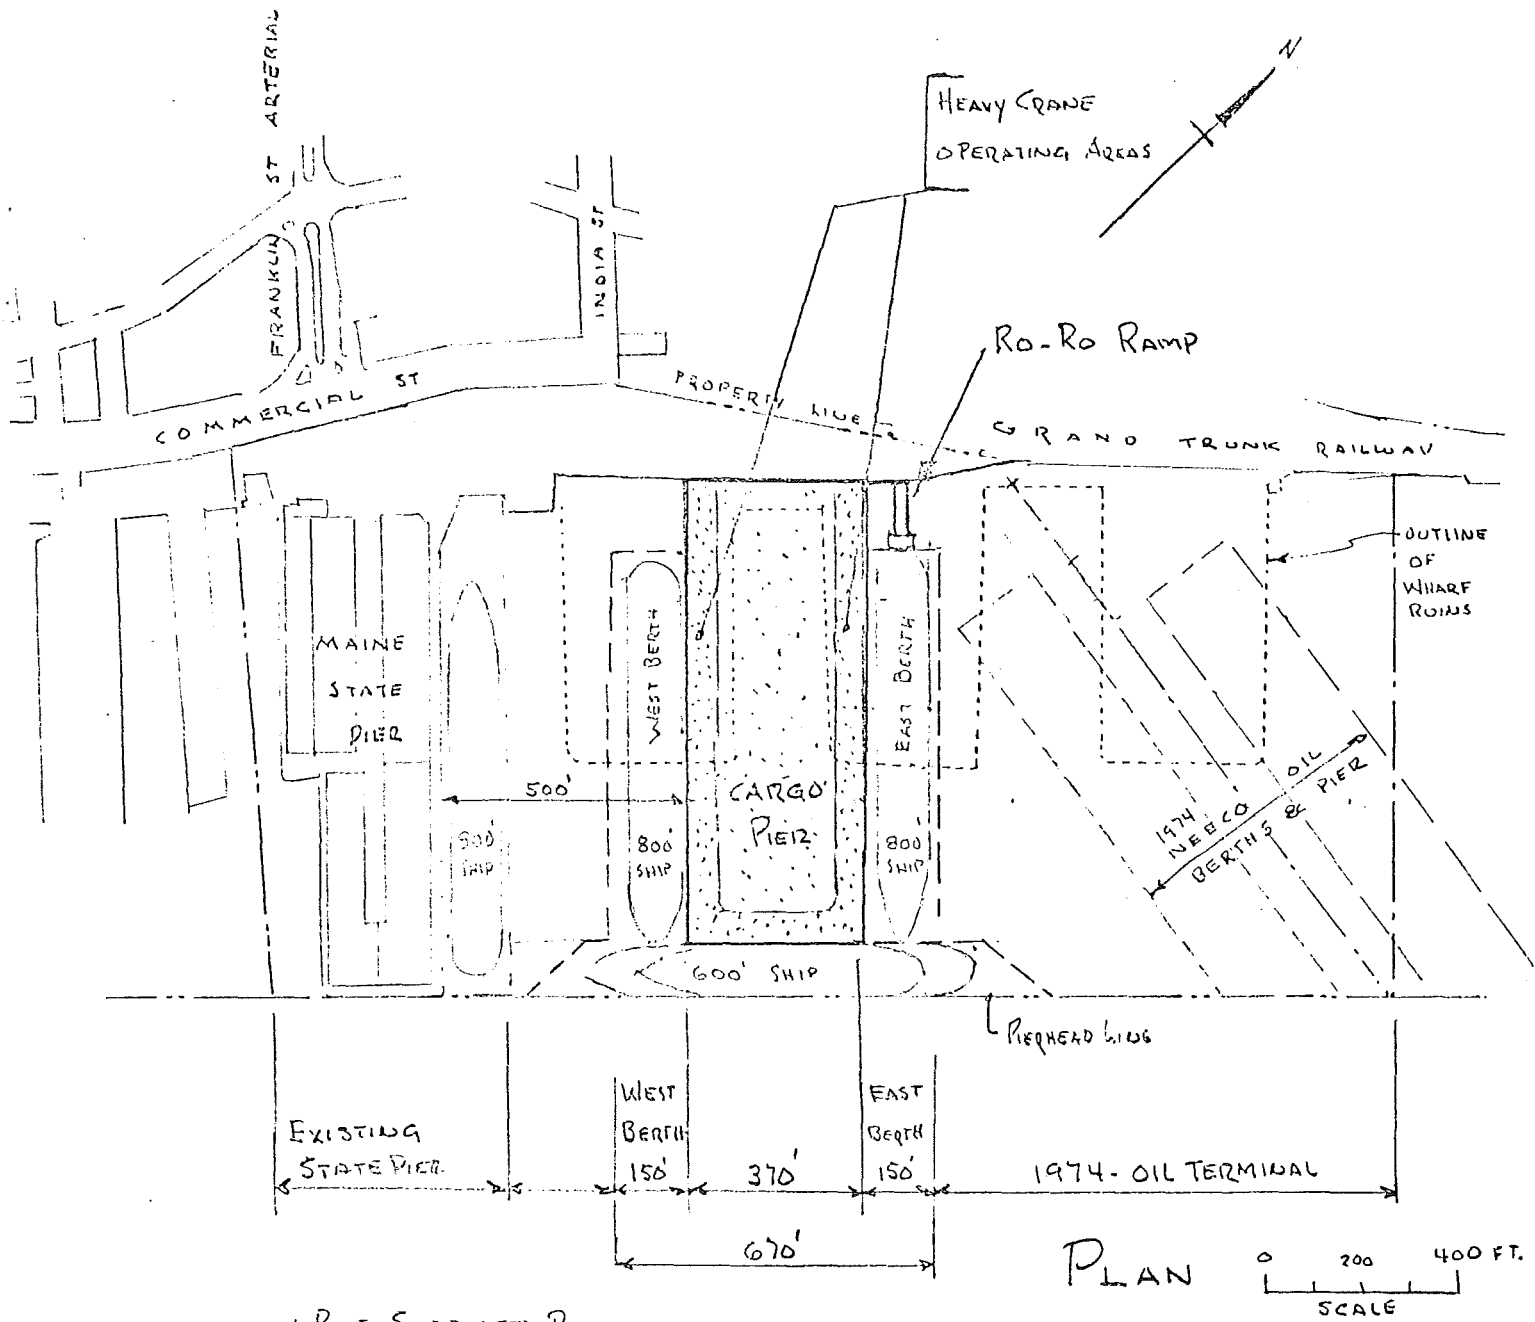 FRANKLIN ST ARTERIAL
N
HEAVY CRANE
OPERATING AREAS
INDIA ST
RO-RO RAMP
COMMERCIAL ST
PROPERTY LINE
GRAND TRUNK RAILWAY
OUTLINE
OF
WHARF
RUINS
MAINE
STATE
PIER
WEST BERTH
EAST BERTH
500'
CARGO
PIER
800'
SHIP
800'
SHIP
1974
NEECO OIL
BERTHS & PIER
600' SHIP
PIERHEAD LINE
EXISTING
STATE PIER
WEST
BERTH
150'
370'
EAST
BERTH
150'
1974-OIL TERMINAL
670'
PLAN
0 200 400 FT.
SCALE